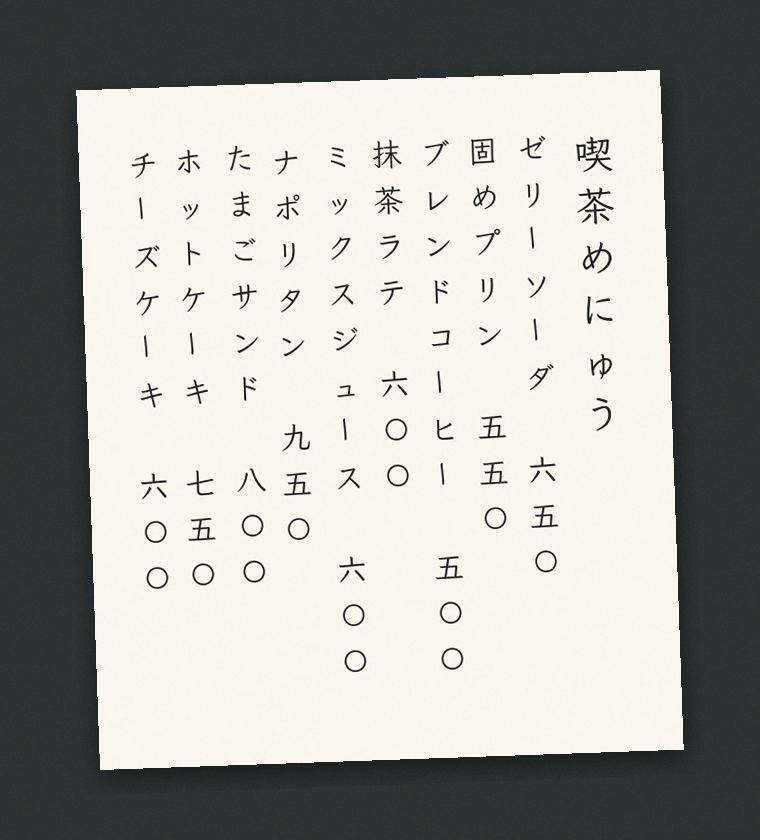 喫茶めにゅう
ゼリーソーダ　六五〇
固めプリン　五五〇
ブレンドコーヒー　五〇〇
抹茶ラテ　六〇〇
ミックスジュース　六〇〇
ナポリタン　九五〇
たまごサンド　八〇〇
ホットケーキ　七五〇
チーズケーキ　六〇〇